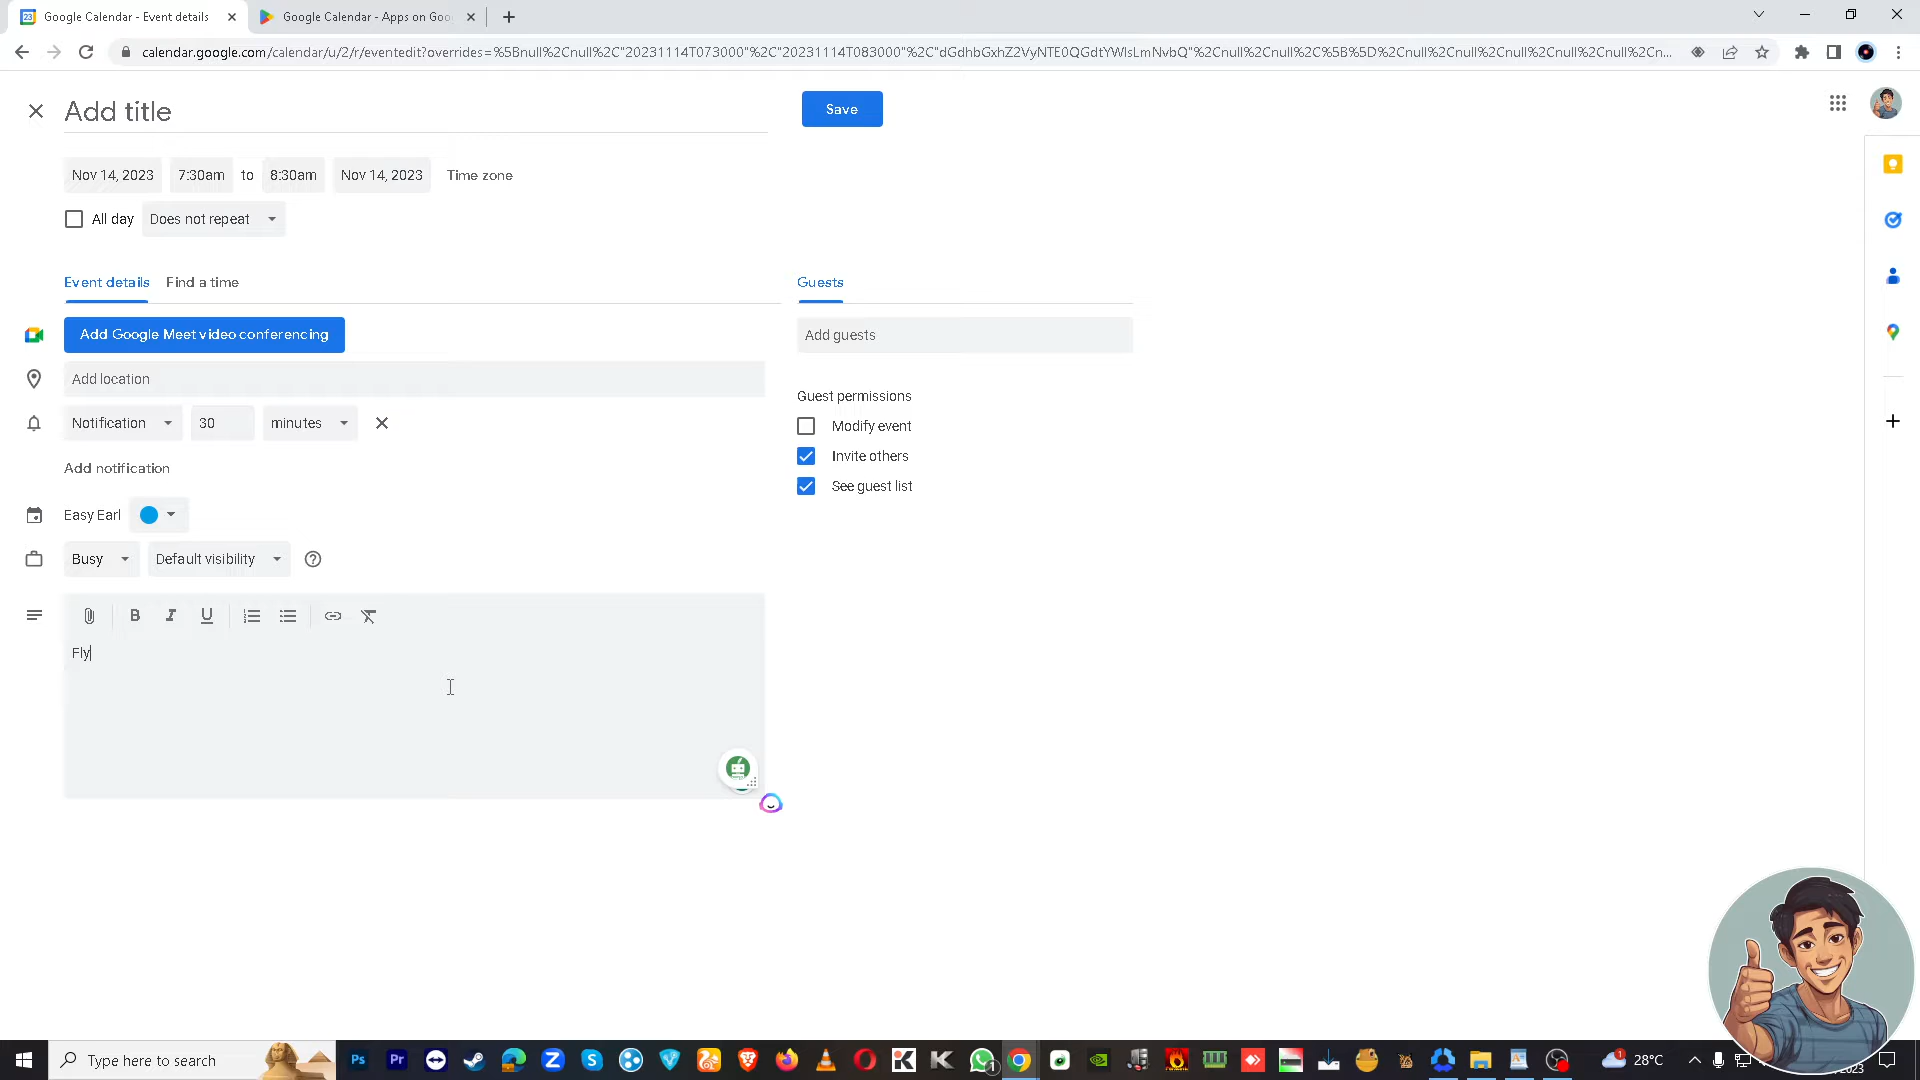 Google Calendar - Event details
Google Calendar - Apps on Goo
calendar.google.com/calendar/u/2/r/eventedit?overrides=%5Bnull%2Cnull%2C"20231114T073000"%2C"20231114T083000"%2C"dGdhbGxhZ2VyNTE0QGdtYWlsLmNvbQ"%2Cnull%2Cnull%2C%5B%5D%2Cnull%2Cnull%2Cnull%2Cnull%2Cnull%2Cn...
Add title
Save
Nov 14, 2023 7:30am to 8:30am Nov 14, 2023 Time zone
All day Does not repeat
Event details Find a time
Guests
Add Google Meet video conferencing
Add guests
Add location
Guest permissions
Notification 30 minutes
Modify event
Invite others
Add notification
See guest list
Easy Earl
Busy Default visibility
B I U
Fly
Type here to search
Ps
Pr
28°C
2023